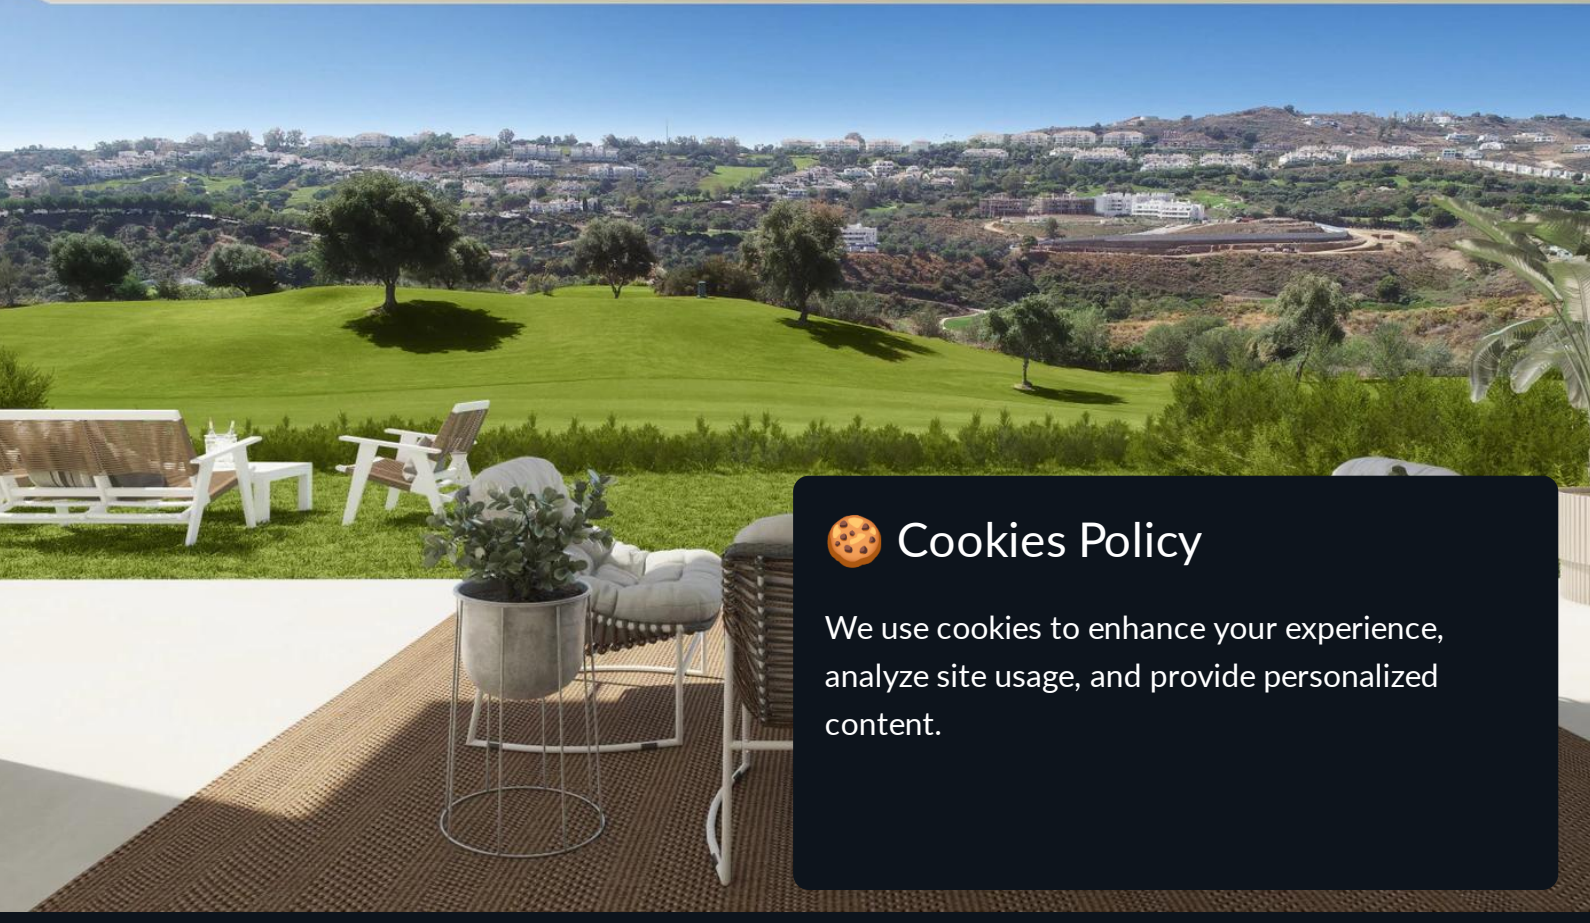 🍪 Cookies Policy
We use cookies to enhance your experience,
analyze site usage, and provide personalized
content.